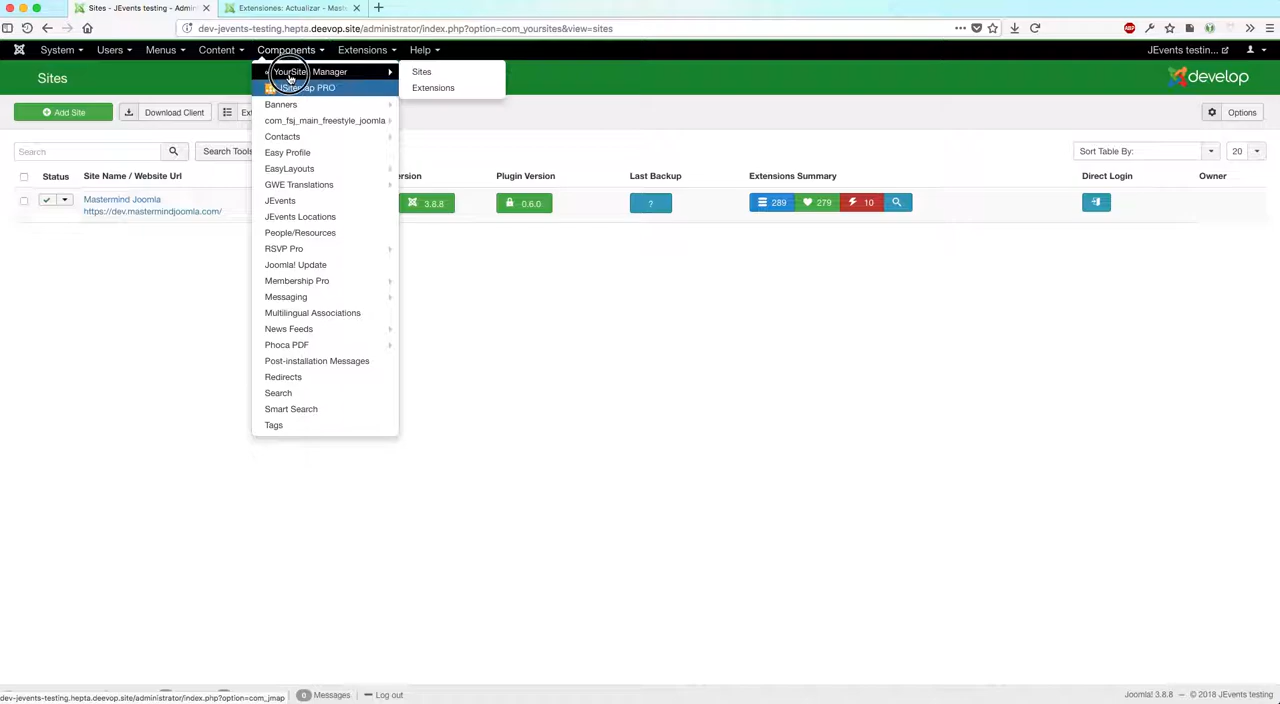 Sites - JEvents testing - Admin
Extensiones: Actualizar - Maste
dev-jevents-testing.hepta.deevop.site/administrator/index.php?option=com_yoursites&view=sites
System Users Menus Content Components Extensions Help JEvents testin...
Sites
develop
YourSites Manager
Sites
JSitemap PRO
Extensions
Banners
com_fsj_main_freestyle_joomla
Contacts
Easy Profile
EasyLayouts
GWE Translations
JEvents
JEvents Locations
People/Resources
RSVP Pro
Joomla! Update
Membership Pro
Messaging
Multilingual Associations
News Feeds
Phoca PDF
Post-installation Messages
Redirects
Search
Smart Search
Tags
Add Site Download Client Options
Search Search Tools Sort Table By: 20
Status Site Name / Website Url Plugin Version Last Backup Extensions Summary Direct Login Owner
Mastermind Joomla
https://dev.mastermindjoomla.com/
3.8.8 0.6.0 ? 289 279 10
dev-jevents-testing.hepta.deevop.site/administrator/index.php?option=com_jmap
0 Messages Log out
Joomla! 3.8.8 — © 2018 JEvents testing